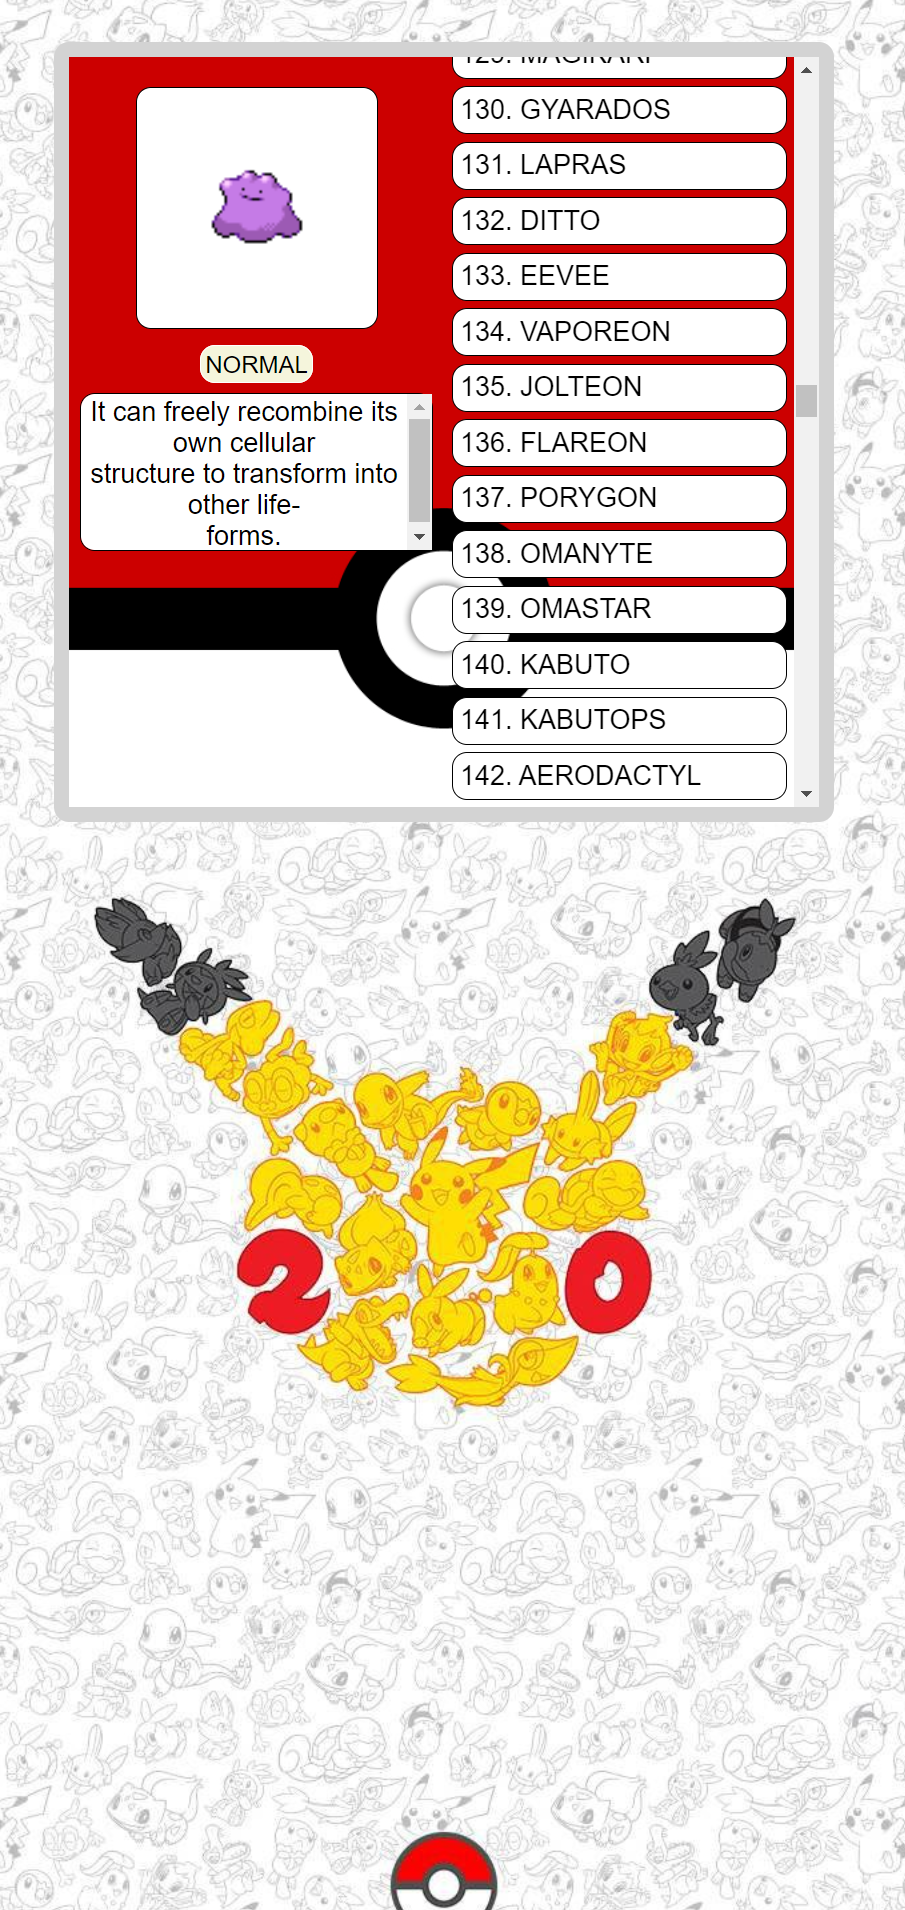 NORMAL
It can freely recombine its
own cellular
structure to transform into
other life-
forms.
129. MAGIKARP
130. GYARADOS
131. LAPRAS
132. DITTO
133. EEVEE
134. VAPOREON
135. JOLTEON
136. FLAREON
137. PORYGON
138. OMANYTE
139. OMASTAR
140. KABUTO
141. KABUTOPS
142. AERODACTYL
20